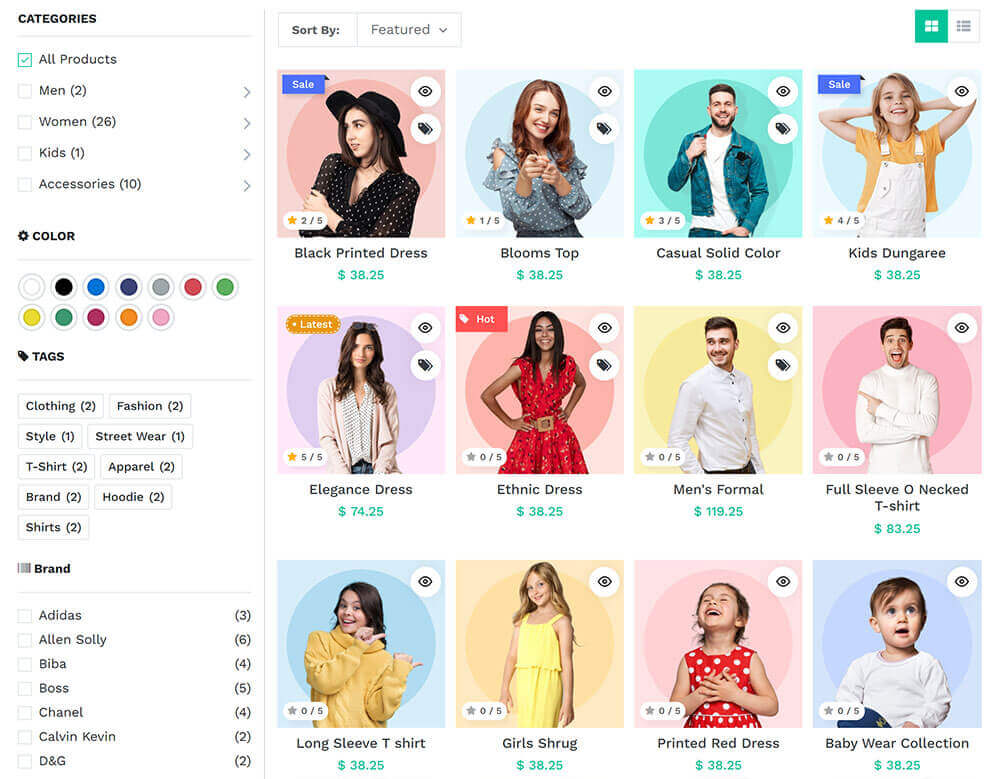 CATEGORIES
All Products
Men (2)
Women (26)
Kids (1)
Accessories (10)
COLOR
TAGS
Clothing (2)
Fashion (2)
Style (1)
Street Wear (1)
T-Shirt (2)
Apparel (2)
Brand (2)
Hoodie (2)
Shirts (2)
Brand
Adidas (3)
Allen Solly (6)
Biba (4)
Boss (5)
Chanel (4)
Calvin Kevin (2)
D&G (2)
Sort By: Featured
Sale
2 / 5
Black Printed Dress
$ 38.25
1 / 5
Blooms Top
$ 38.25
3 / 5
Casual Solid Color
$ 38.25
Sale
4 / 5
Kids Dungaree
$ 38.25
Latest
5 / 5
Elegance Dress
$ 74.25
Hot
0 / 5
Ethnic Dress
$ 38.25
0 / 5
Men's Formal
$ 119.25
0 / 5
Full Sleeve O Necked
T-shirt
$ 83.25
0 / 5
Long Sleeve T shirt
$ 38.25
0 / 5
Girls Shrug
$ 38.25
0 / 5
Printed Red Dress
$ 38.25
0 / 5
Baby Wear Collection
$ 38.25